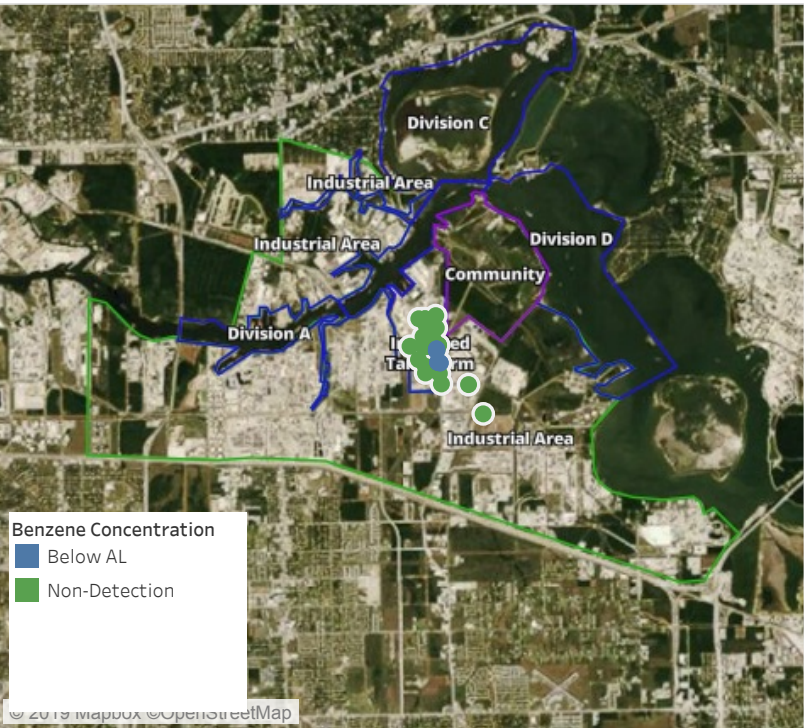 Division C
Industrial Area
Industrial Area
Division D
Community
Division A
Industrial Area
Benzene Concentration
Below AL
Non-Detection
© 2019 Mapbox ©OpenStreetMap